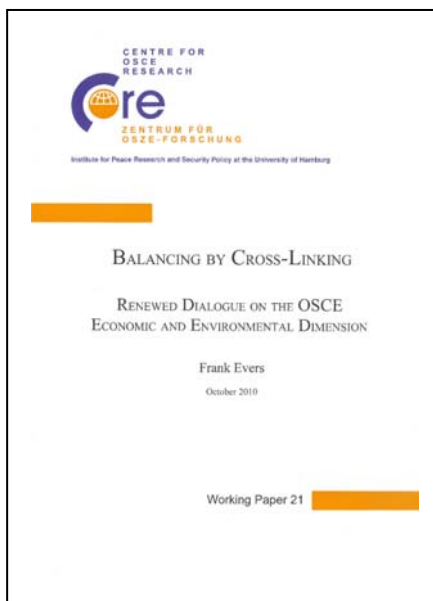 CENTRE FOR
OSCE
RESEARCH
Core
ZENTRUM FÜR
OSZE-FORSCHUNG
Institute for Peace Research and Security Policy at the University of Hamburg
BALANCING BY CROSS-LINKING
RENEWED DIALOGUE ON THE OSCE
ECONOMIC AND ENVIRONMENTAL DIMENSION
Frank Evers
October 2010
Working Paper 21